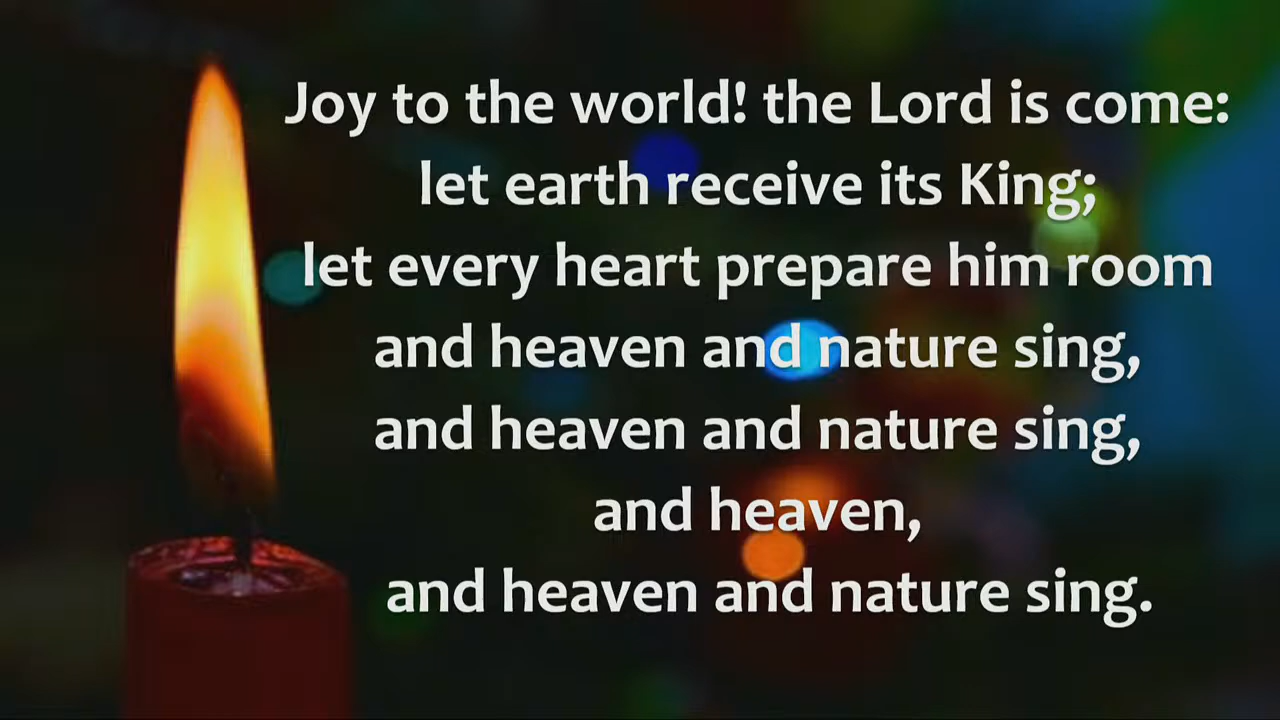 Joy to the world! the Lord is come:
let earth receive its King;
let every heart prepare him room
and heaven and nature sing,
and heaven and nature sing,
and heaven,
and heaven and nature sing.